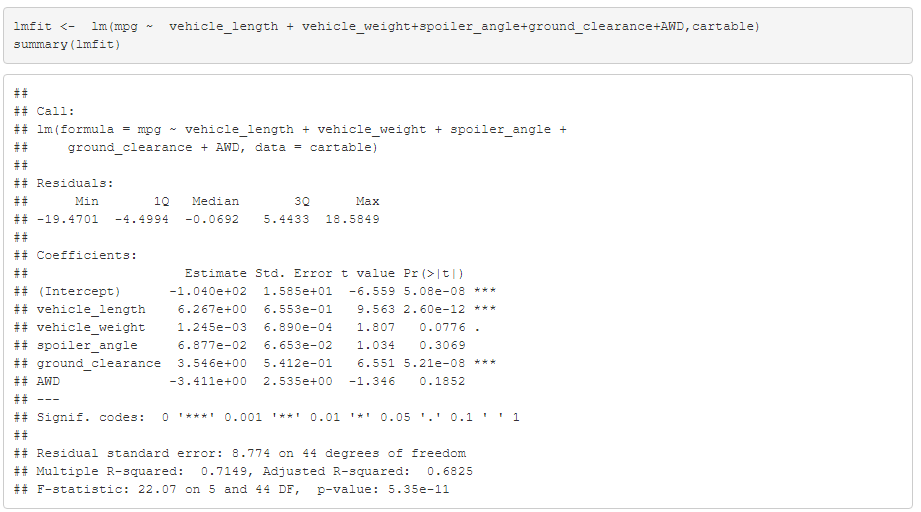 lmfit <-  lm(mpg ~  vehicle_length + vehicle_weight+spoiler_angle+ground_clearance+AWD,cartable)
summary(lmfit)
##
## Call:
## lm(formula = mpg ~ vehicle_length + vehicle_weight + spoiler_angle +
##     ground_clearance + AWD, data = cartable)
##
## Residuals:
##      Min       1Q   Median       3Q      Max
## -19.4701  -4.4994  -0.0692   5.4433  18.5849
##
## Coefficients:
##                    Estimate Std. Error t value Pr(>|t|)
## (Intercept)      -1.040e+02  1.585e+01  -6.559 5.08e-08 ***
## vehicle_length    6.267e+00  6.553e-01   9.563 2.60e-12 ***
## vehicle_weight    1.245e-03  6.890e-04   1.807   0.0776 .
## spoiler_angle     6.877e-02  6.653e-02   1.034   0.3069
## ground_clearance  3.546e+00  5.412e-01   6.551 5.21e-08 ***
## AWD              -3.411e+00  2.535e+00  -1.346   0.1852
## ---
## Signif. codes:  0 '***' 0.001 '**' 0.01 '*' 0.05 '.' 0.1 ' ' 1
##
## Residual standard error: 8.774 on 44 degrees of freedom
## Multiple R-squared:  0.7149, Adjusted R-squared:  0.6825
## F-statistic: 22.07 on 5 and 44 DF,  p-value: 5.35e-11